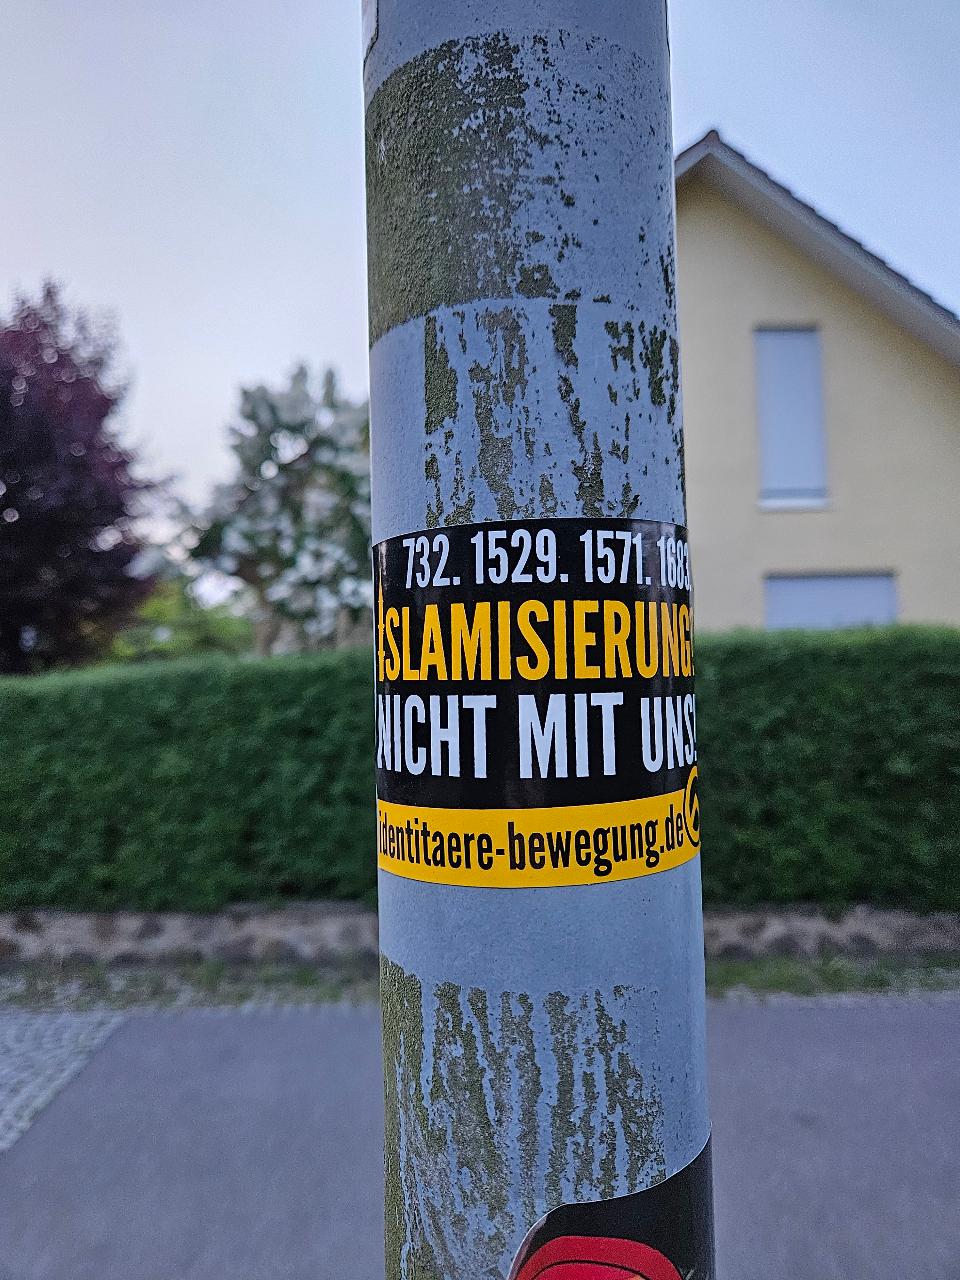 732. 1529. 1571. 1683.
ISLAMISIERUNG?
NICHT MIT UNS!
identitaere-bewegung.de